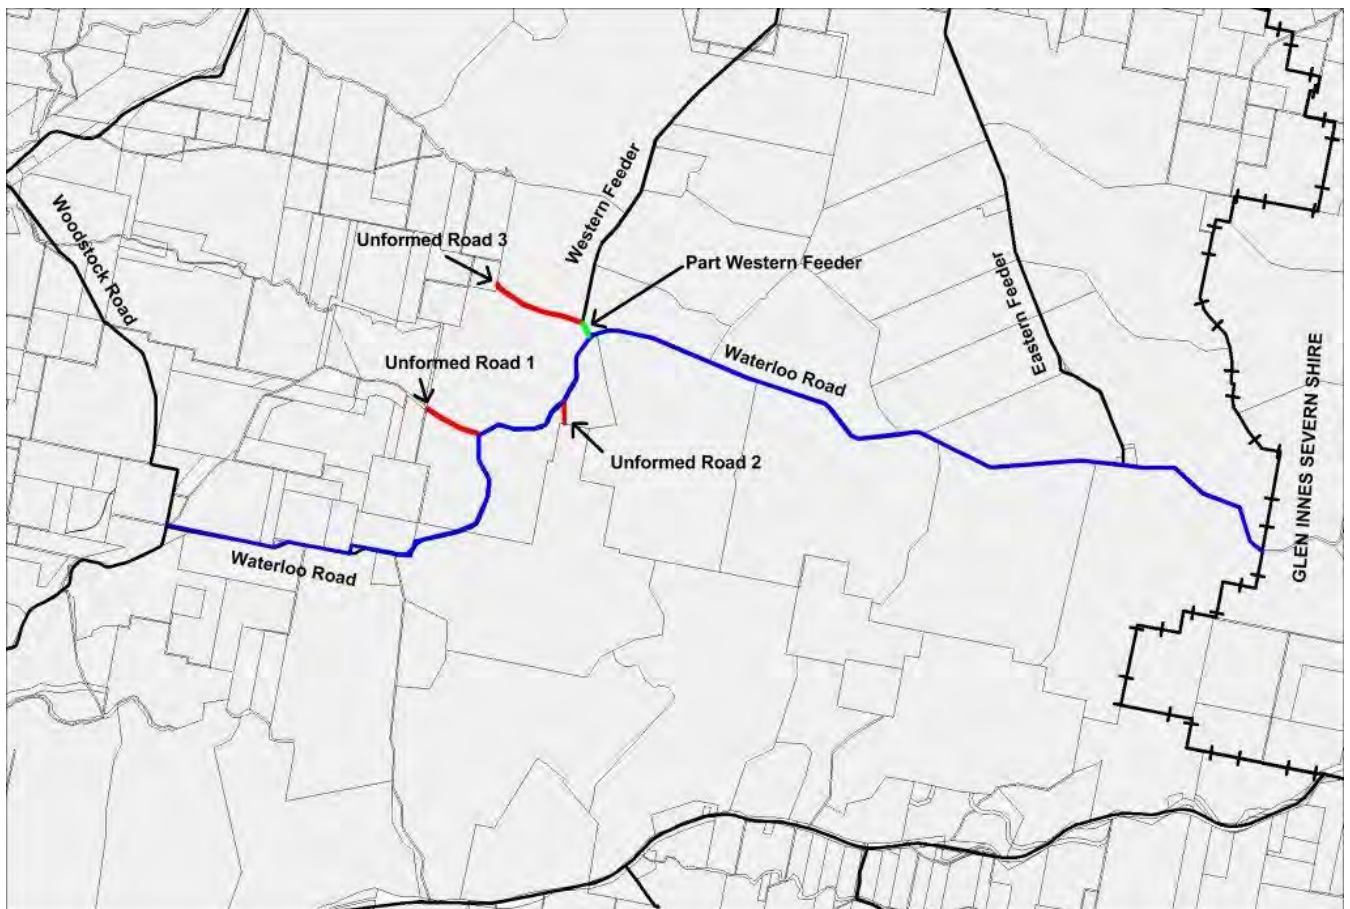 Woodstock Road
Unformed Road 3
Western Feeder
Part Western Feeder
Unformed Road 1
Waterloo Road
Eastern Feeder
Unformed Road 2
GLEN INNES SEVERN SHIRE
Waterloo Road